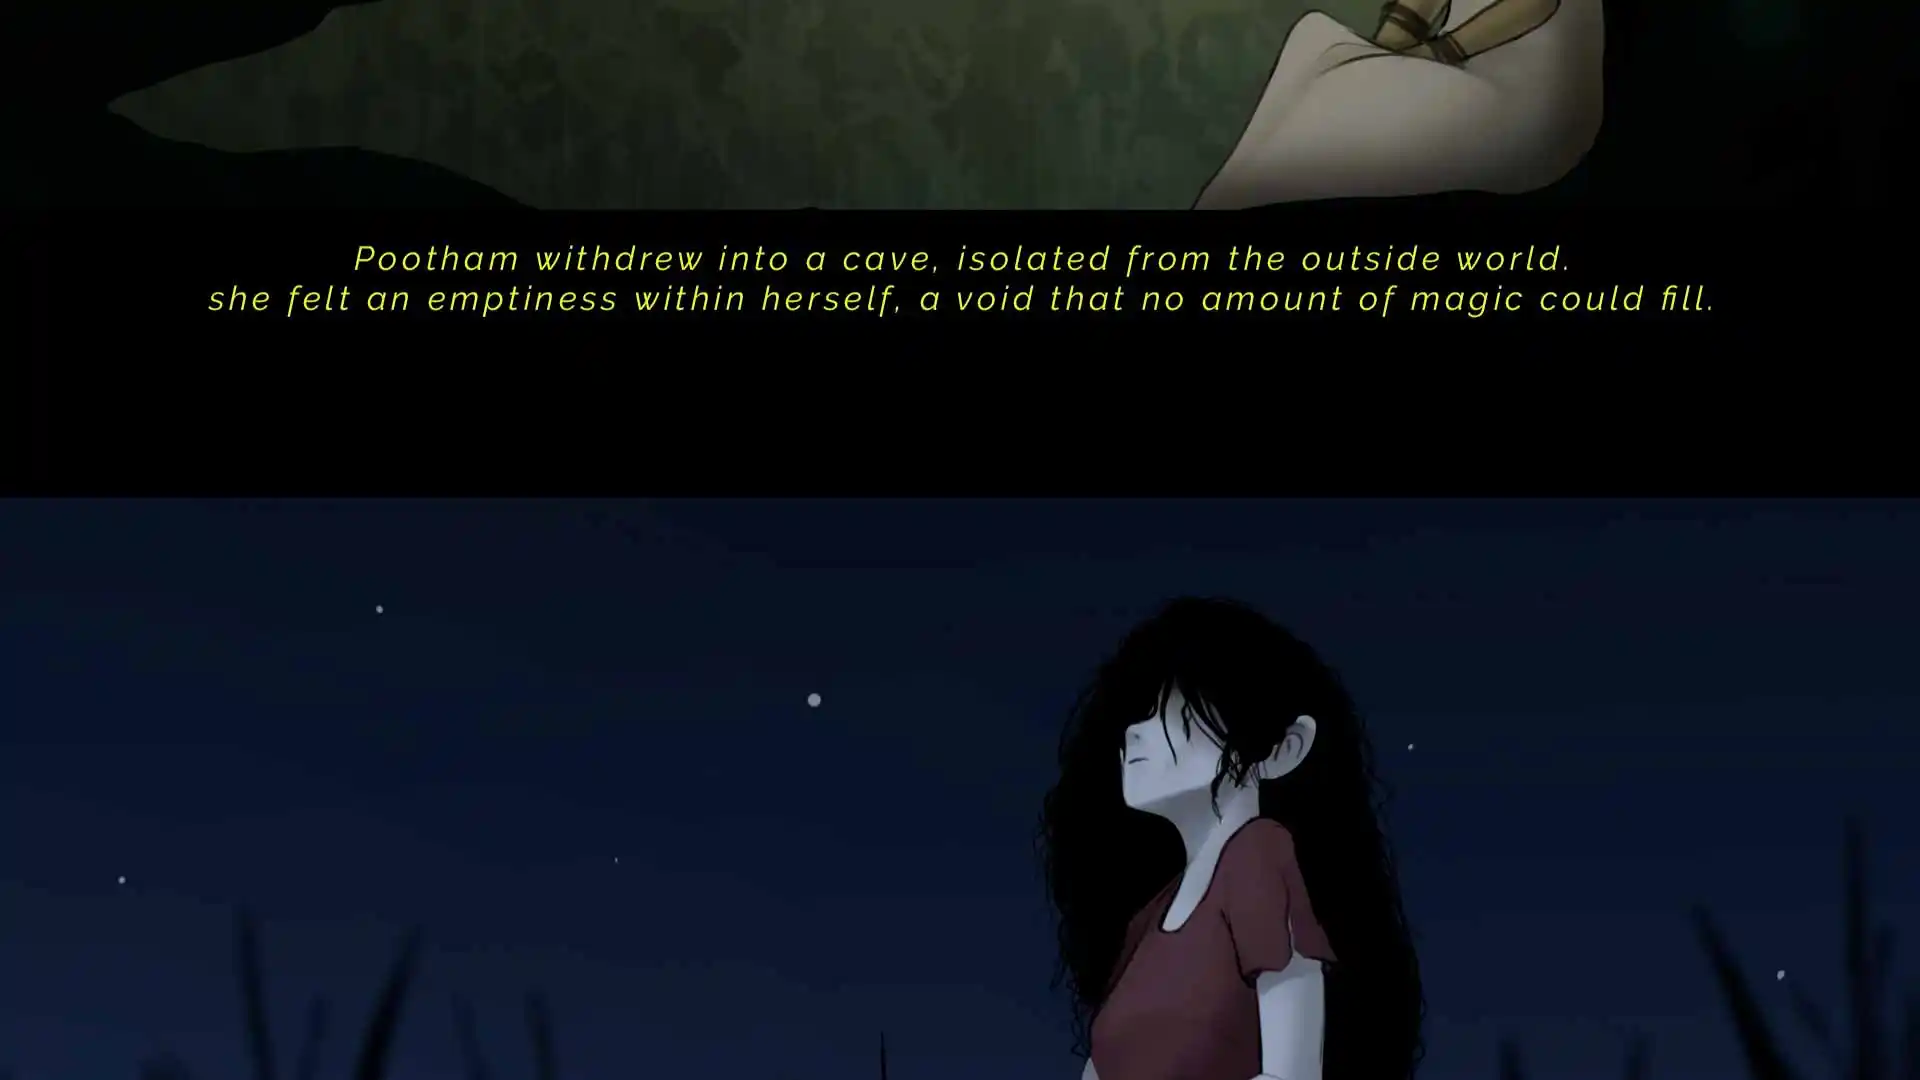 Pootham withdrew into a cave, isolated from the outside world.
she felt an emptiness within herself, a void that no amount of magic could fill.